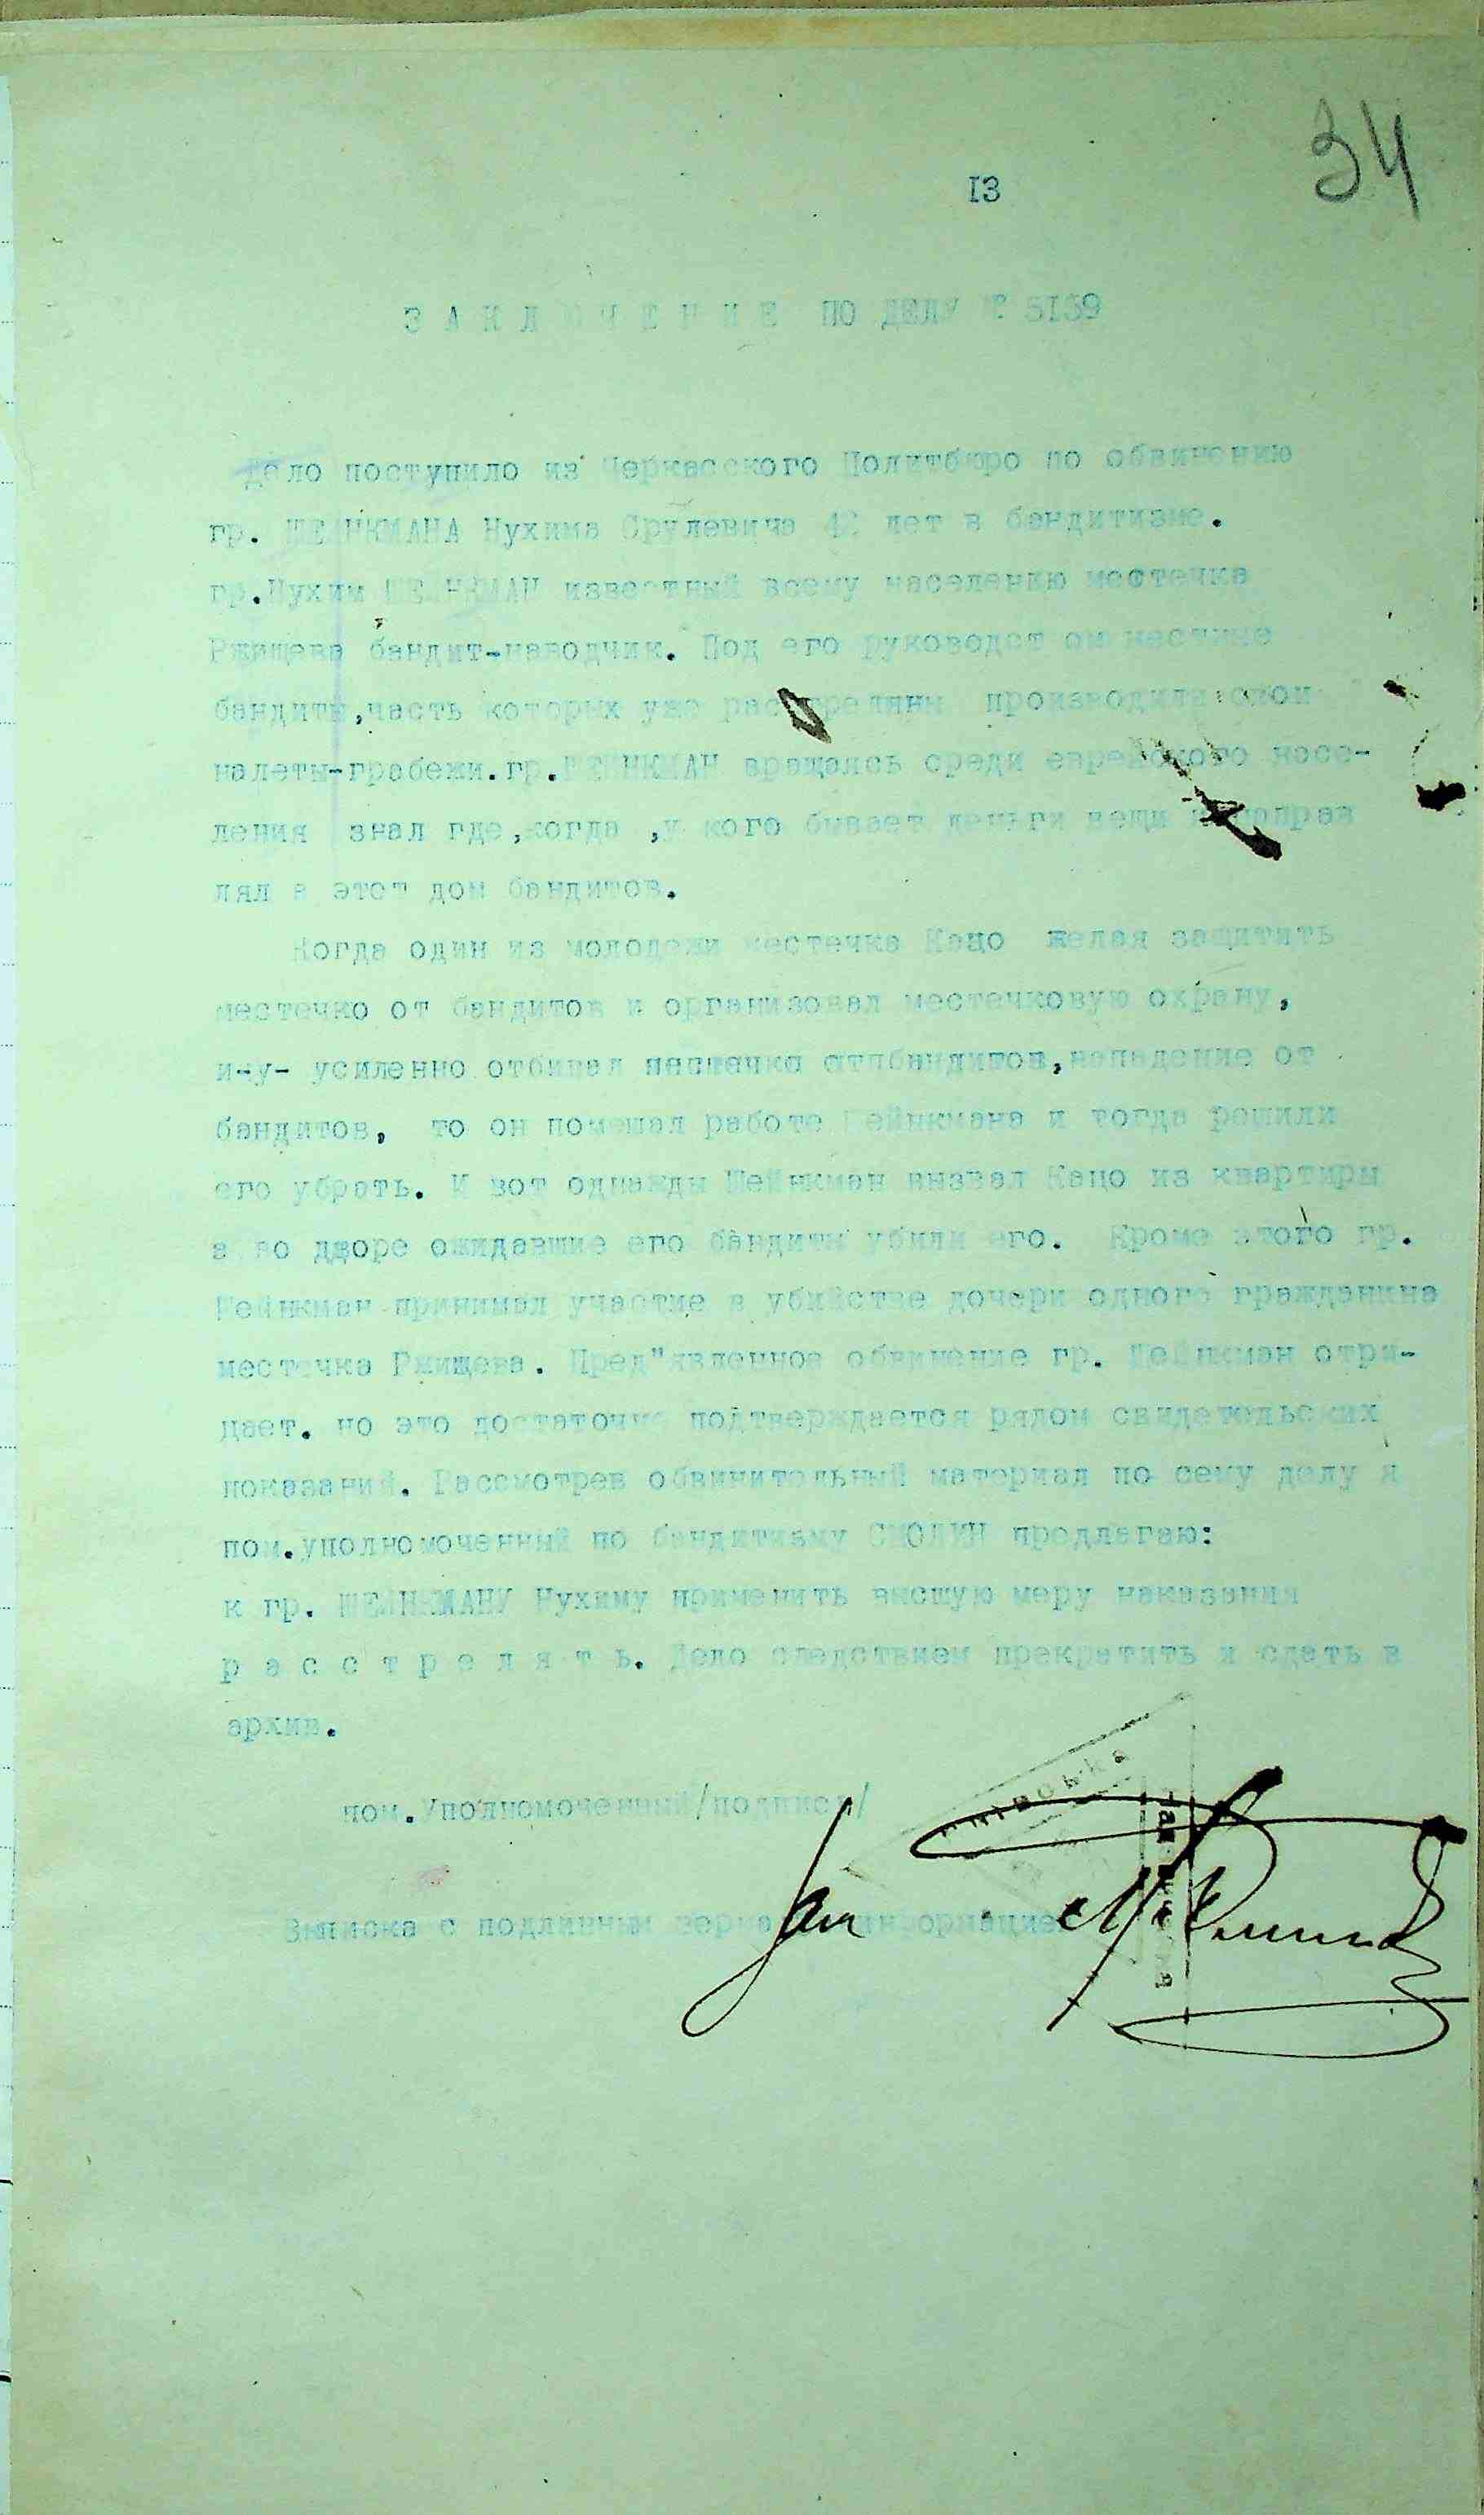 34
13
ЗАКЛЮЧЕНИЕ ПО ДЕЛУ № 5159
Дело поступило из Черкасского Политбюро по обвинению
гр. ШЕЙНКМАНА Нухима Срулевича 42 лет в бандитизме.
гр.Нухим ШЕЙНКМАН известный всему населению местечка
Ржищева бандит-наводчик. Под его руководством местные
бандиты,часть которых уже расстреляны производила свои
налеты-грабежи.гр.ШЕЙНКМАН вращаясь среди еврейского насе-
ления знал где,когда ,у кого бывает деньги вещи и направ
лял в этот дом бандитов.
Когда один из молодежи местечка Кацо желая защитить
местечко от бандитов и организовал местечковую охрану,
и-у- усиленно отбивал нападение от
бандитов, то он помешал работе Шейнкмана и тогда решили
его убрать. И вот однажды Шейнкман вызвал Кацо из квартиры
а во дворе ожидавшие его бандиты убили его. Кроме этого гр.
Шейнкман принимал участие в убийстве дочери одного гражданина
местечка Ржищева. Пред"явленное обвинение гр. Шейнкман отри-
цает. но это достаточно подтверждается рядом свидетельских
показаний. Рассмотрев обвинительный материал по сему делу я
пом.уполномоченный по бандитизму СМОЛИН предлагаю:
к гр. ШЕЙНКМАНУ Нухиму применить высшую меру наказания
расстрелять. Дело следствием прекратить и сдать в
архив.
пом.Уполномоченный/подпись/
Выписка с подлинным верна